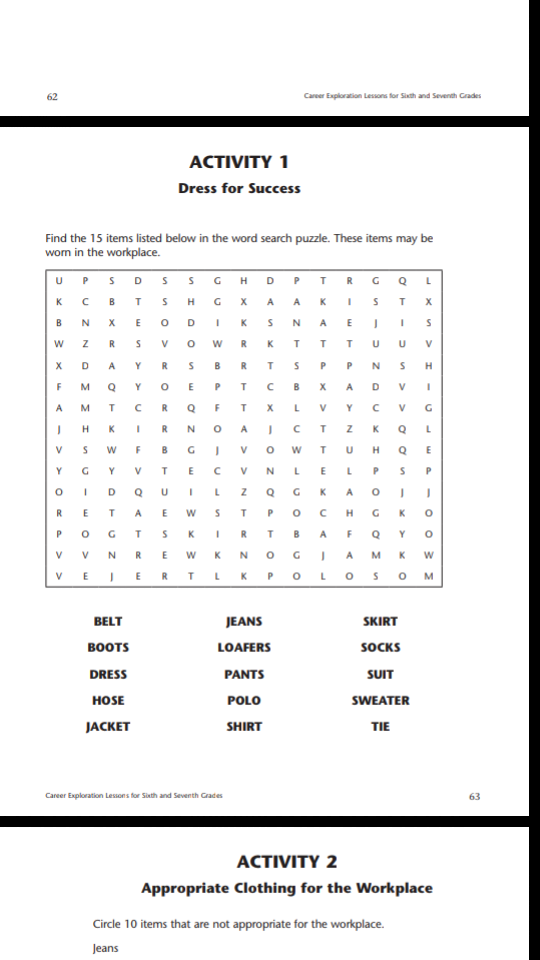 62
Career Exploration Lessons for Sixth and Seventh Grades
ACTIVITY 1
Dress for Success
Find the 15 items listed below in the word search puzzle. These items may be
worn in the workplace.
U P S D S S G H D P T R G Q L
K C B T S H G X A A K I S T X
B N X E O D I K S N A E J I S
W Z R S V O W R K T T T U U V
X D A Y R S B R T S P P N S H
F M Q Y O E P T C B X A D V I
A M T C R Q F T X L V Y C V G
J H K I R N O A J C T Z K Q L
V S W F B G J V O W T U H Q E
Y G Y V T E C V N L E L P S P
O I D Q U I L Z Q G K A O J J
R E T A E W S T P O C H G K O
P O G T S K I R T B A F Q Y O
V V N R E W K N O G J A M K W
V E J E R T L K P O L O S O M
BELT JEANS SKIRT
BOOTS LOAFERS SOCKS
DRESS PANTS SUIT
HOSE POLO SWEATER
JACKET SHIRT TIE
Career Exploration Lessons for Sixth and Seventh Grades
63
ACTIVITY 2
Appropriate Clothing for the Workplace
Circle 10 items that are not appropriate for the workplace.
Jeans